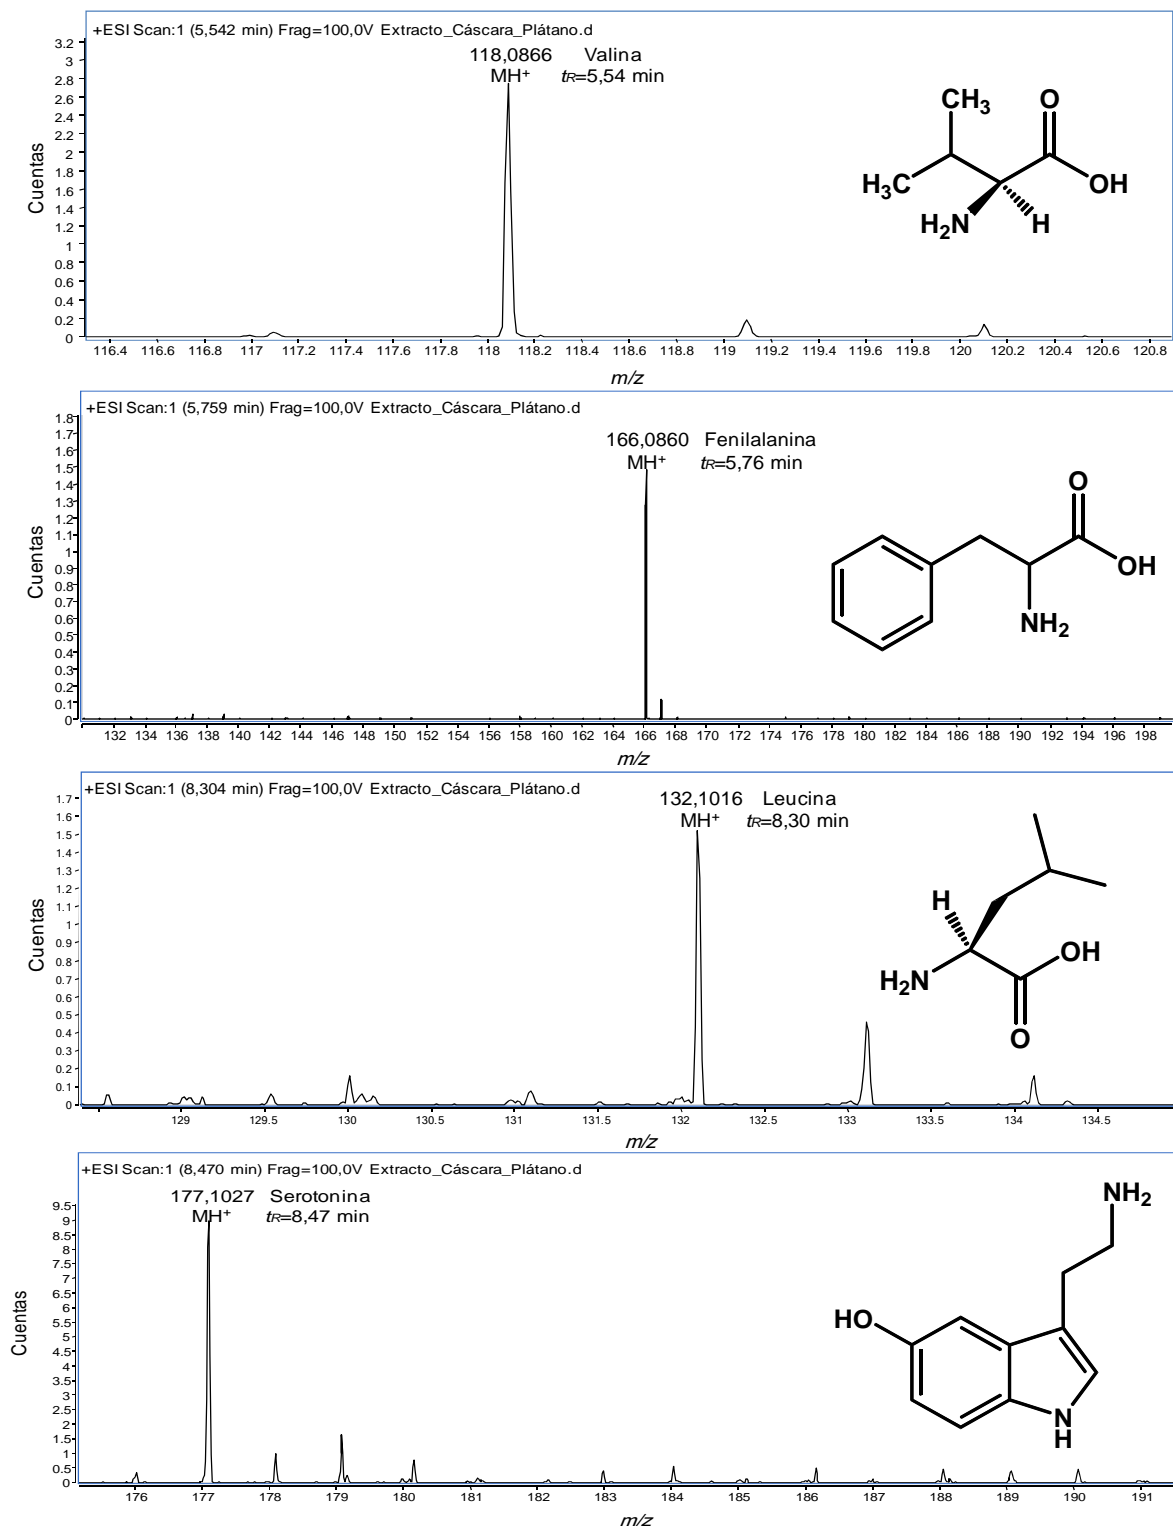 +ESI Scan:1 (5,542 min) Frag=100,0V Extracto_Cáscara_Plátano.d
118,0866 Valina
MH⁺ tR=5,54 min
3.2
3
2.8
2.6
2.4
2.2
2
1.8
1.6
1.4
1.2
1
0.8
0.6
0.4
0.2
0
Cuentas
CH₃
O
H₃C
OH
H₂N
H
116.4 116.6 116.8 117 117.2 117.4 117.6 117.8 118 118.2 118.4 118.6 118.8 119 119.2 119.4 119.6 119.8 120 120.2 120.4 120.6 120.8
m/z
+ESI Scan:1 (5,759 min) Frag=100,0V Extracto_Cáscara_Plátano.d
166,0860 Fenilalanina
MH⁺ tR=5,76 min
1.8
1.7
1.6
1.5
1.4
1.3
1.2
1.1
1
0.9
0.8
0.7
0.6
0.5
0.4
0.3
0.2
0.1
0
Cuentas
O
OH
NH₂
132 134 136 138 140 142 144 146 148 150 152 154 156 158 160 162 164 166 168 170 172 174 176 178 180 182 184 186 188 190 192 194 196 198
m/z
+ESI Scan:1 (8,304 min) Frag=100,0V Extracto_Cáscara_Plátano.d
132,1016 Leucina
MH⁺ tR=8,30 min
1.7
1.6
1.5
1.4
1.3
1.2
1.1
1
0.9
0.8
0.7
0.6
0.5
0.4
0.3
0.2
0.1
0
Cuentas
H
OH
H₂N
O
129 129.5 130 130.5 131 131.5 132 132.5 133 133.5 134 134.5
m/z
+ESI Scan:1 (8,470 min) Frag=100,0V Extracto_Cáscara_Plátano.d
177,1027 Serotonina
MH⁺ tR=8,47 min
9.5
9
8.5
8
7.5
7
6.5
6
5.5
5
4.5
4
3.5
3
2.5
2
1.5
1
0.5
0
Cuentas
NH₂
HO
N
H
176 177 178 179 180 181 182 183 184 185 186 187 188 189 190 191
m/z